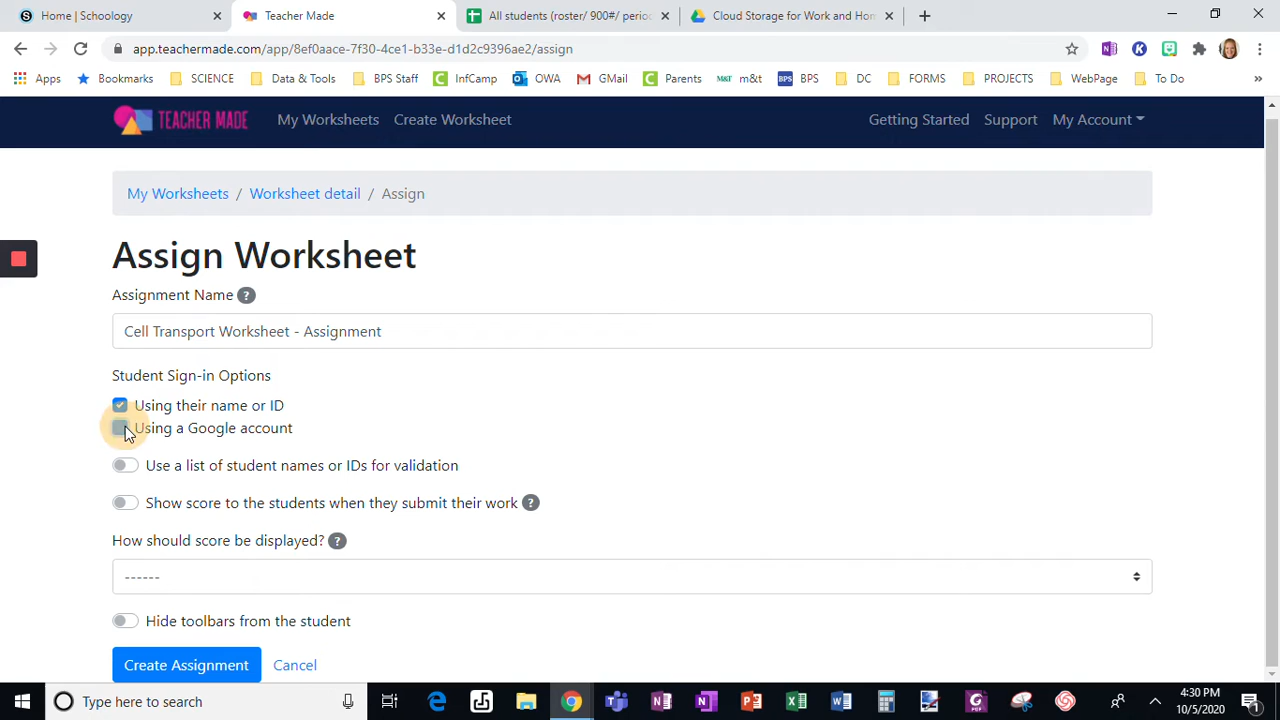 Home | Schoology
Teacher Made
All students (roster/ 900#/ perio
Cloud Storage for Work and Hom
app.teachermade.com/app/8ef0aace-7f30-4ce1-b33e-d1d2c9396ae2/assign
Apps Bookmarks SCIENCE Data & Tools BPS Staff InfCamp OWA GMail Parents m&t BPS DC FORMS PROJECTS WebPage To Do »
TEACHER MADE My Worksheets Create Worksheet Getting Started Support My Account
My Worksheets / Worksheet detail / Assign
Assign Worksheet
Assignment Name ?
Cell Transport Worksheet - Assignment
Student Sign-in Options
Using their name or ID
Using a Google account
Use a list of student names or IDs for validation
Show score to the students when they submit their work ?
How should score be displayed? ?
------
Hide toolbars from the student
Create Assignment Cancel
Type here to search
4:30 PM
10/5/2020